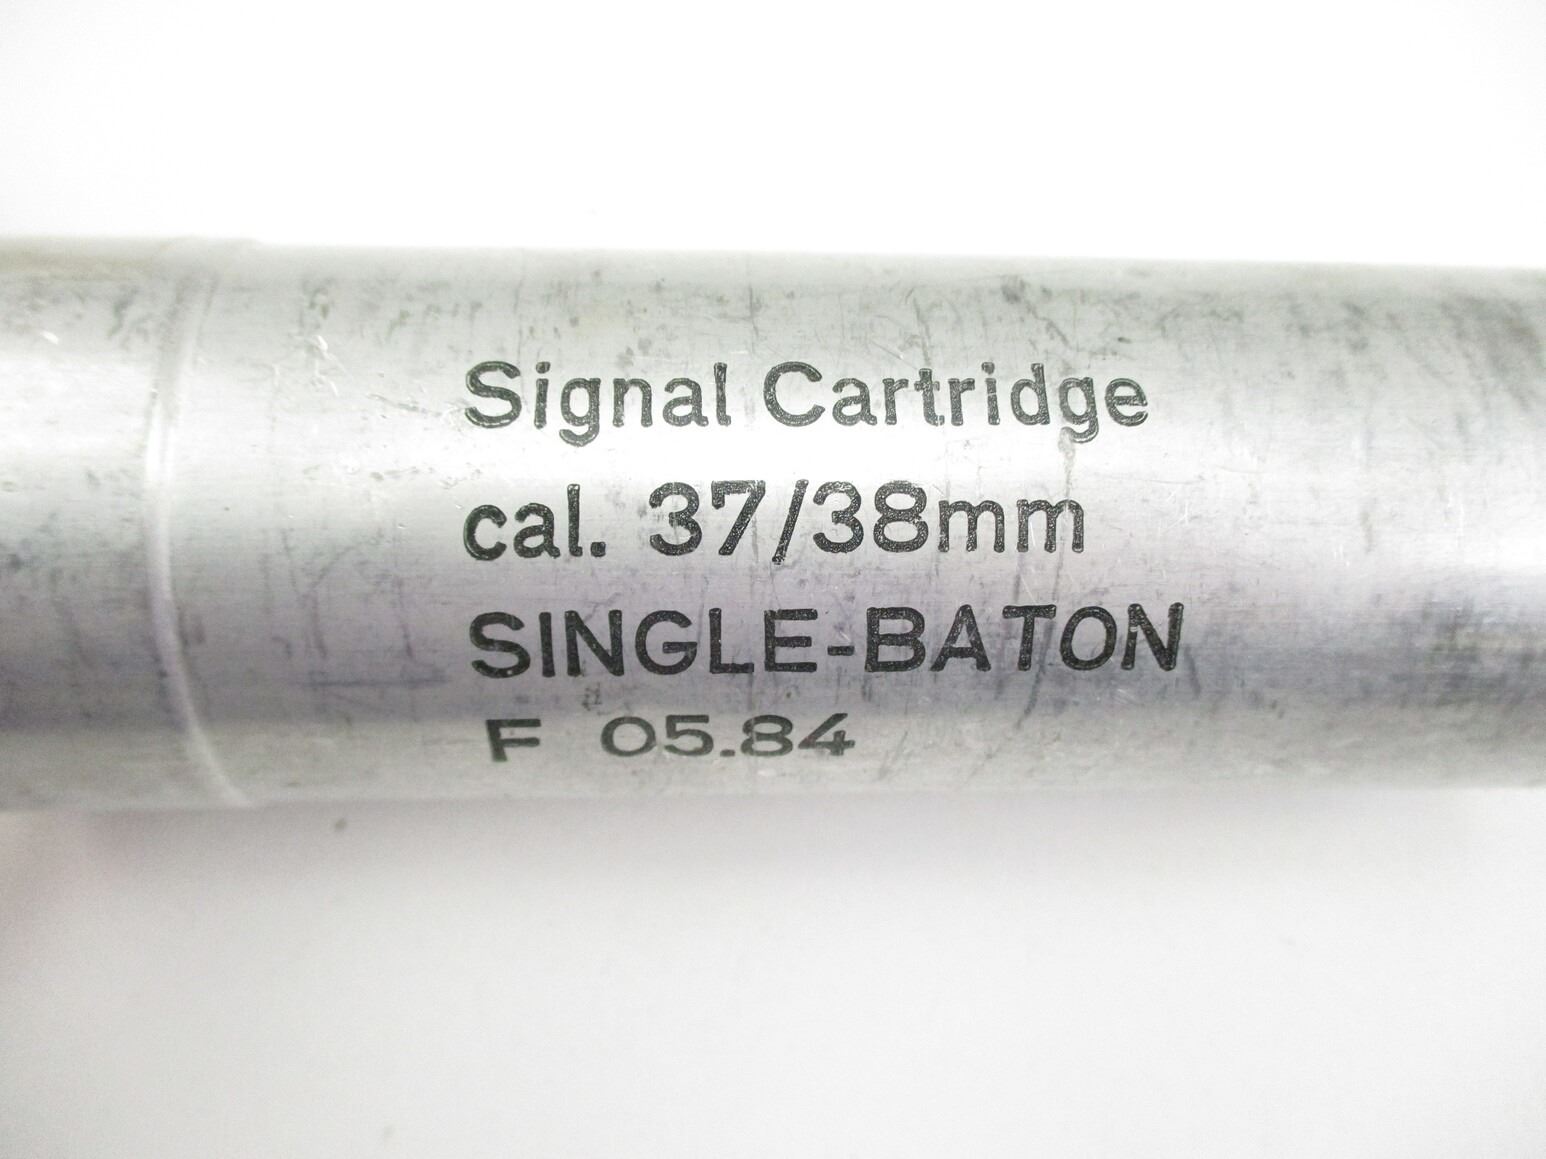 Signal Cartridge
cal. 37/38mm
SINGLE-BATON
F 05.84